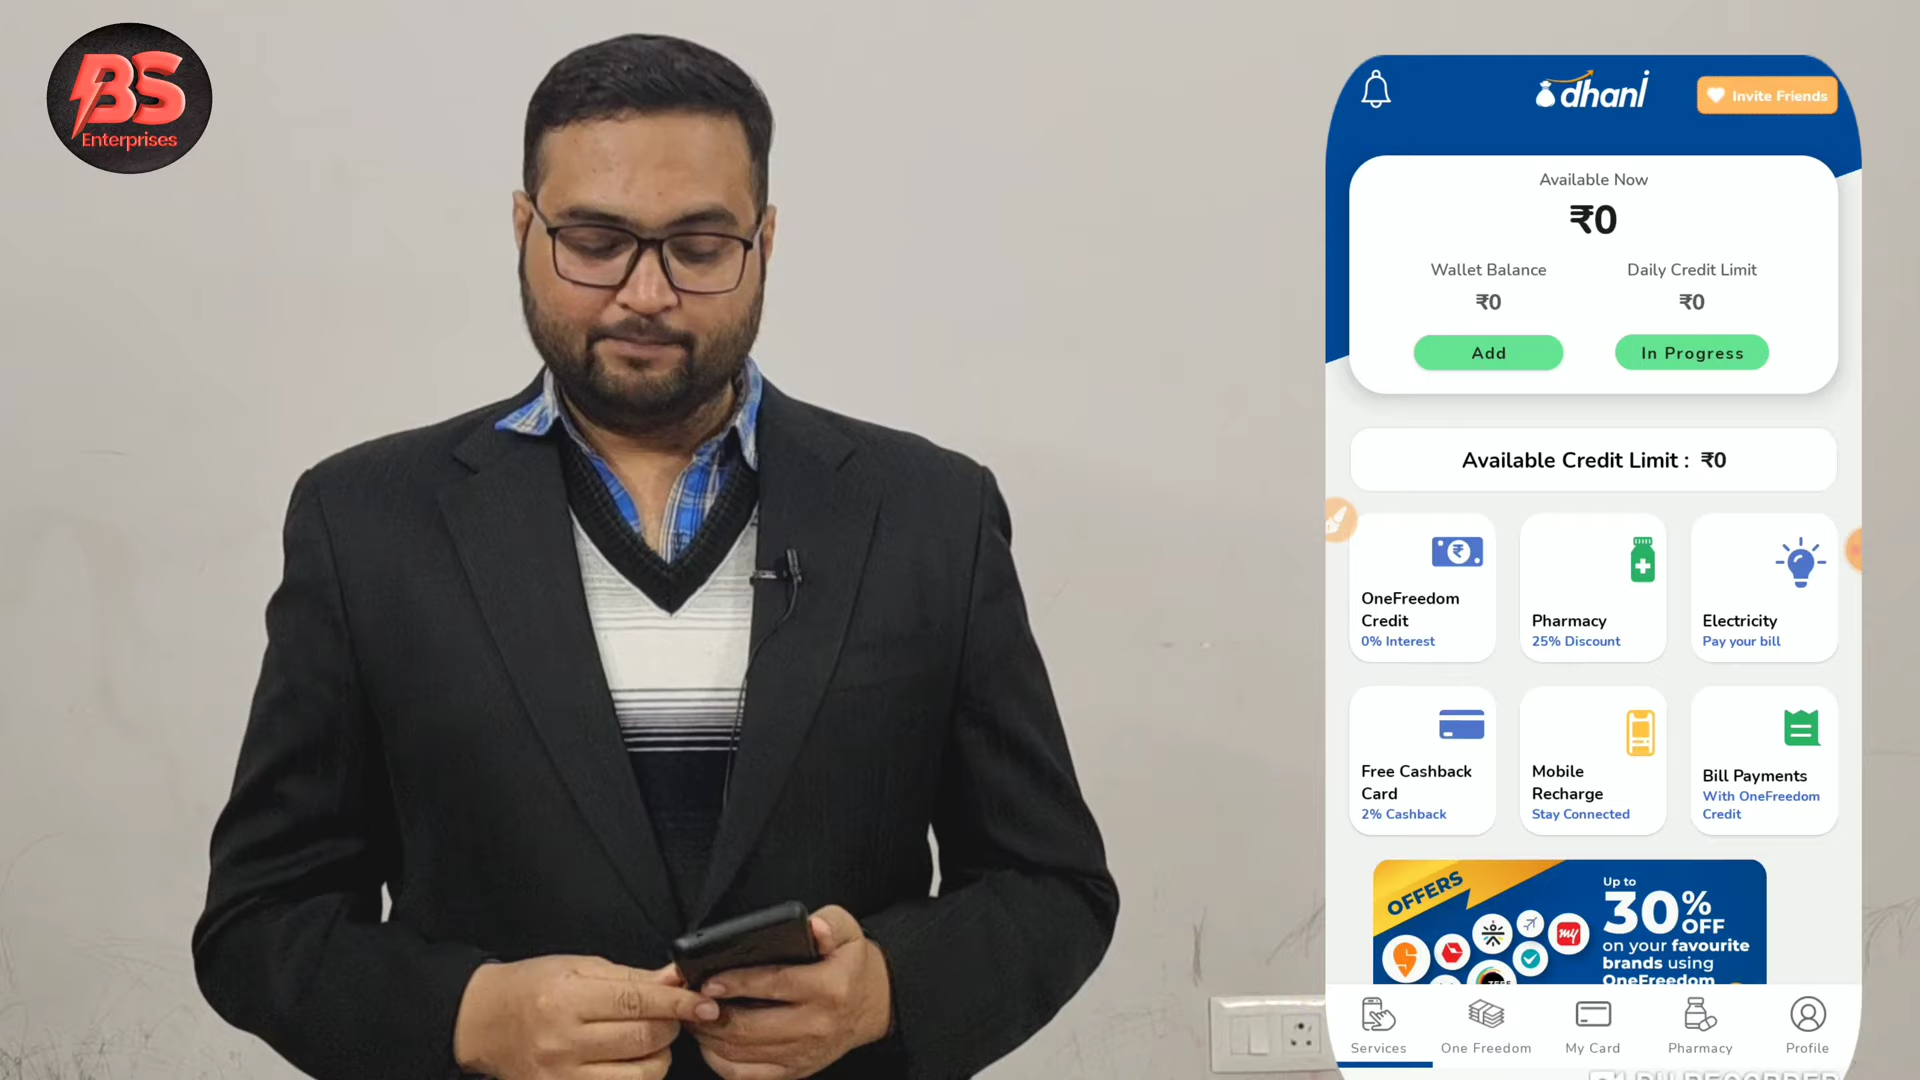 BS
Enterprises
dhani
Invite Friends
Available Now
₹0
Wallet Balance
₹0
Daily Credit Limit
₹0
Add
In Progress
Available Credit Limit : ₹0
OneFreedom
Credit
0% Interest
Pharmacy
25% Discount
Electricity
Pay your bill
Free Cashback
Card
2% Cashback
Mobile
Recharge
Stay Connected
Bill Payments
With OneFreedom
Credit
OFFERS
Up to
30% OFF
on your favourite
brands using
OneFreedom
my
Services
One Freedom
My Card
Pharmacy
Profile